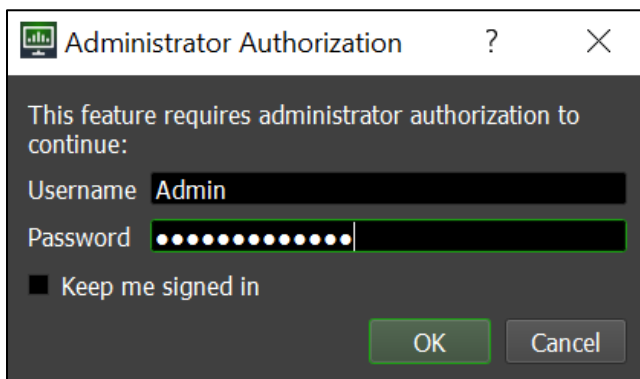 Administrator Authorization ?
This feature requires administrator authorization to
continue:
Username Admin
Password ●●●●●●●●●●●●●
Keep me signed in
OK Cancel